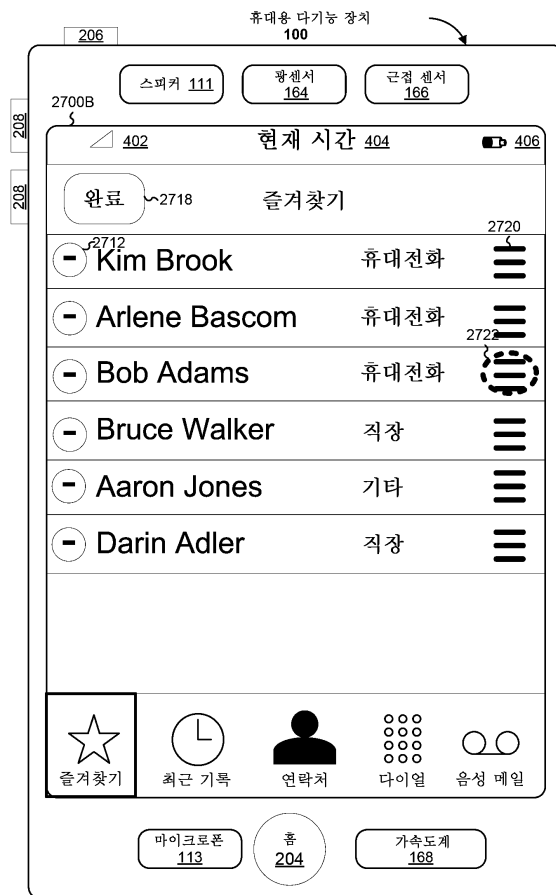 휴대용 다기능 장치
100
206
스피커 111
광센서
164
근접 센서
166
2700B
208
208
402
현재 시간 404
406
완료
2718
즐겨찾기
2712
2720
- Kim Brook 휴대전화
- Arlene Bascom 휴대전화
2722
- Bob Adams 휴대전화
- Bruce Walker 직장
- Aaron Jones 기타
- Darin Adler 직장
즐겨찾기
최근 기록
연락처
다이얼
음성 메일
마이크로폰
113
홈
204
가속도계
168